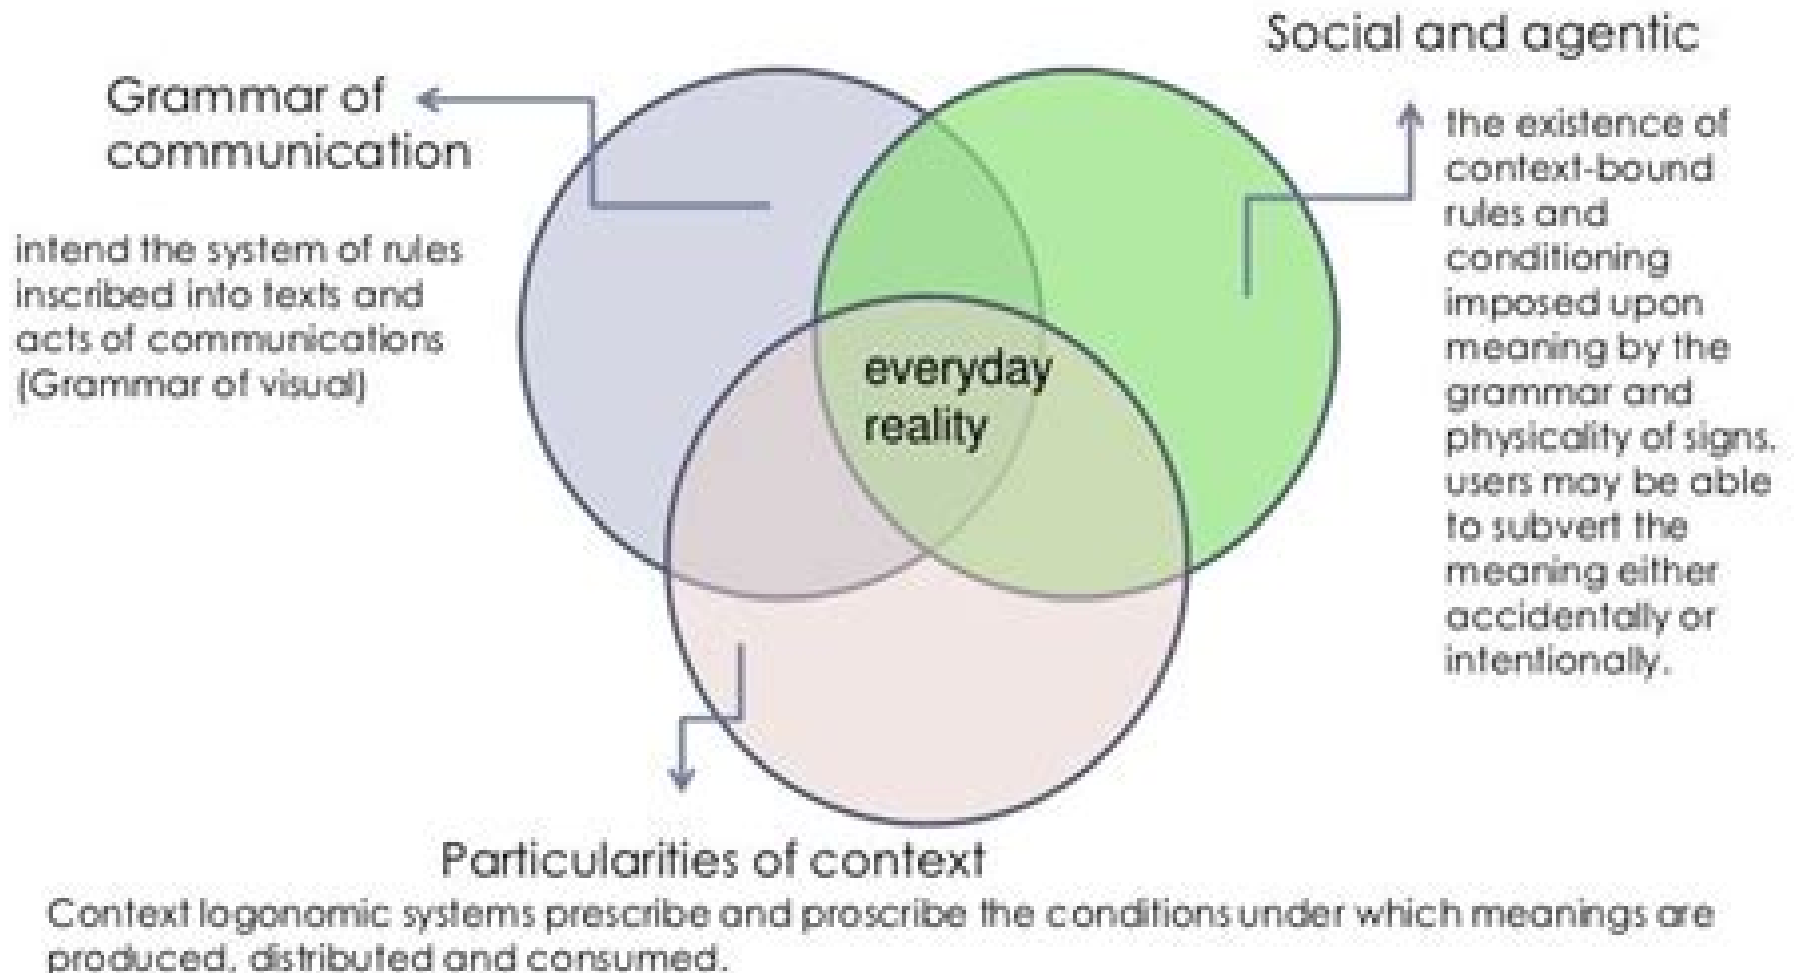 Social and agentic
Grammar of
communication
the existence of
context-bound
rules and
conditioning
imposed upon
meaning by the
grammar and
physicality of signs.
users may be able
to subvert the
meaning either
accidentally or
intentionally.
intend the system of rules
inscribed into texts and
acts of communications
(Grammar of visual)
everyday
reality
Particularities of context
Context logonomic systems prescribe and proscribe the conditions under which meanings are
produced, distributed and consumed.